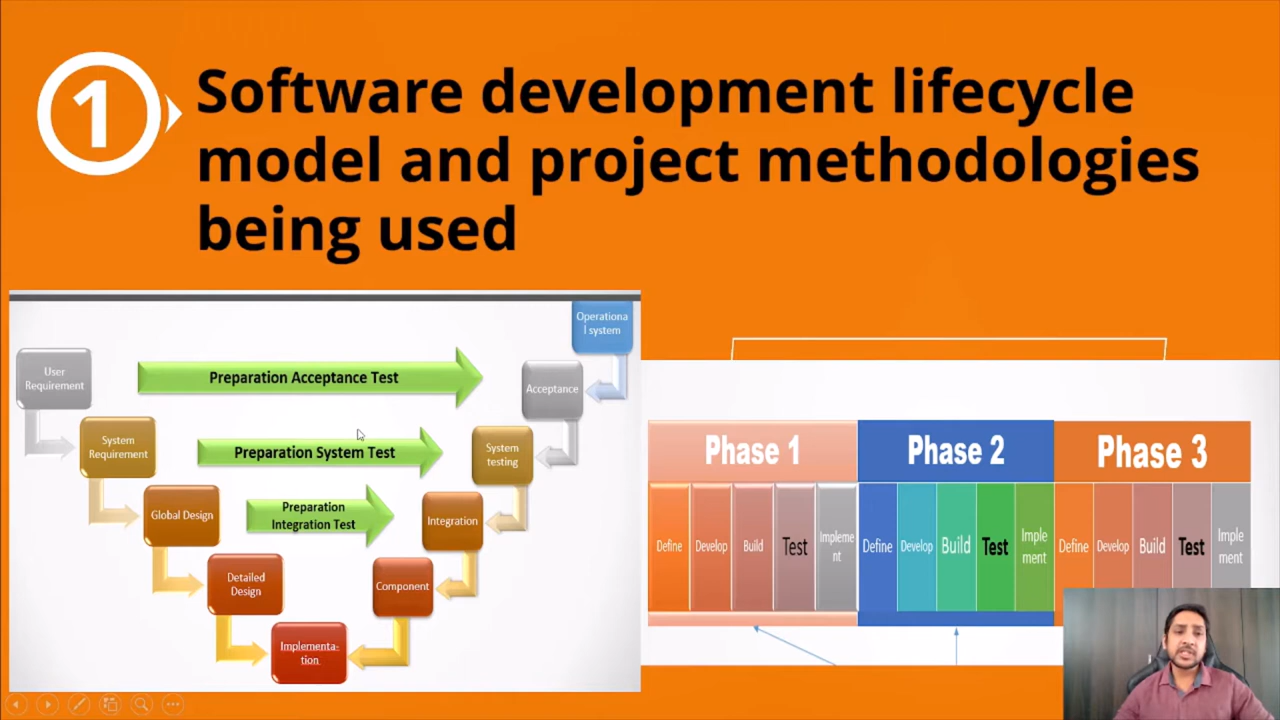 1
Software development lifecycle
model and project methodologies
being used
Operationa
l system
User
Requirement
Preparation Acceptance Test
Acceptance
System
Requirement
Preparation System Test
System
testing
Global Design
Preparation
Integration Test
Integration
Detailed
Design
Component
Implementa-
tion
Phase 1
Phase 2
Phase 3
Define
Develop
Build
Test
Impleme
nt
Define
Develop
Build
Test
Imple
ment
Define
Develop
Build
Test
Imple
ment